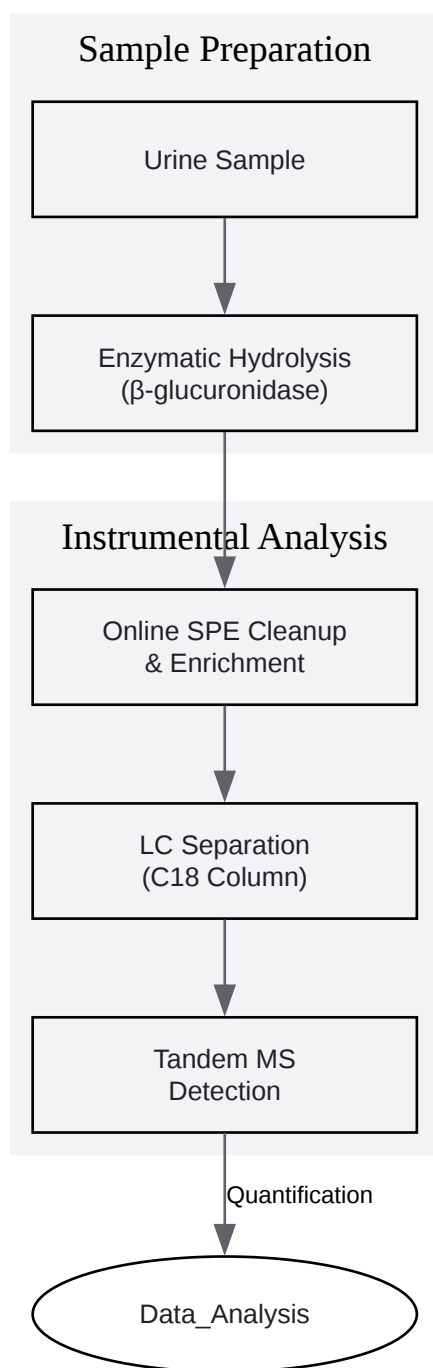 Sample Preparation
Urine Sample
Enzymatic Hydrolysis
(β-glucuronidase)
Instrumental Analysis
Online SPE Cleanup
& Enrichment
LC Separation
(C18 Column)
Tandem MS
Detection
Quantification
Data_Analysis